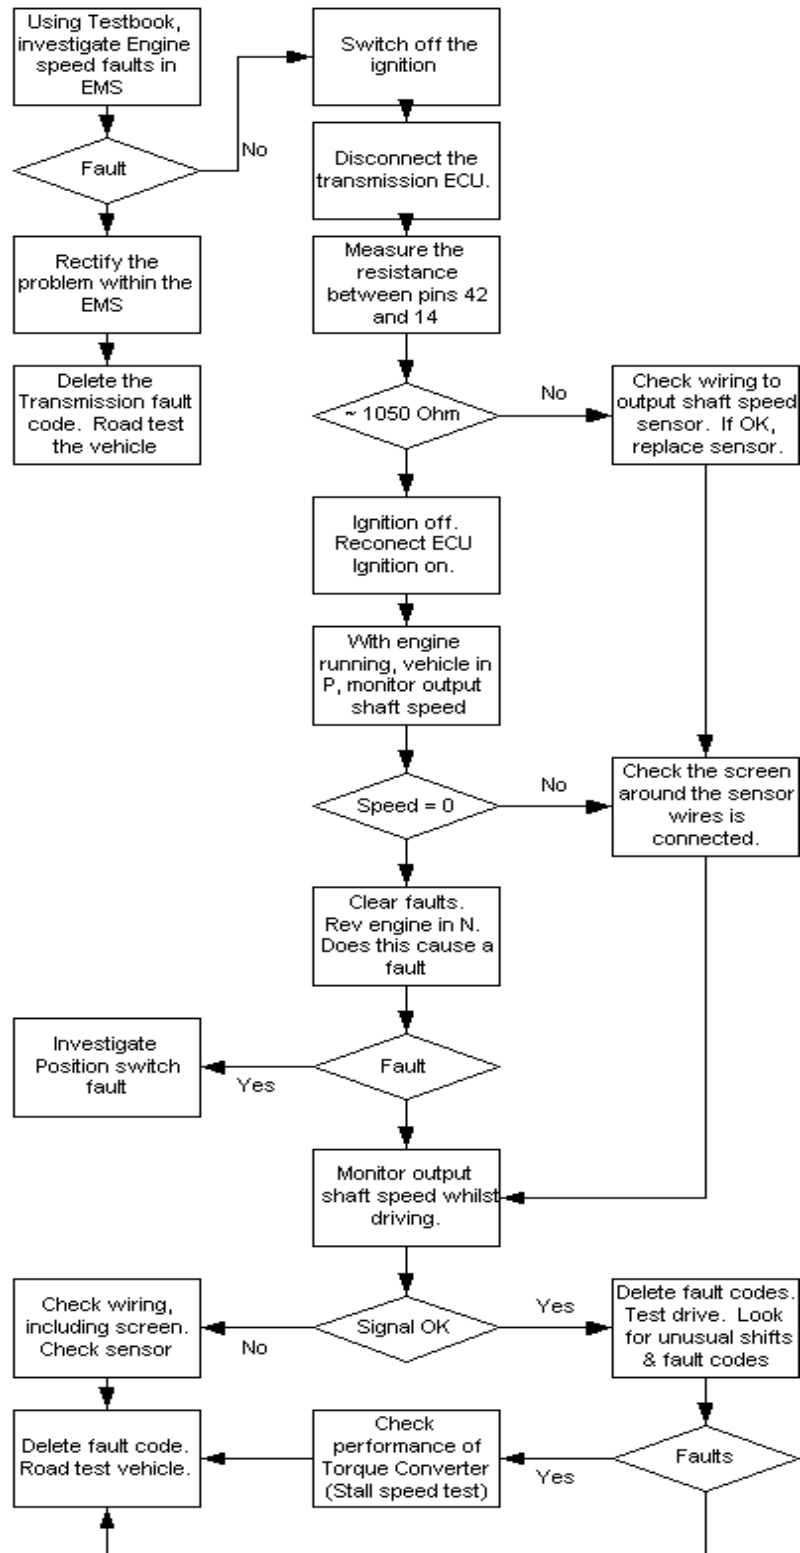 Using Testbook,
investigate Engine
speed faults in
EMS
Switch off the
ignition
No
Fault
Disconnect the
transmission ECU.
Rectify the
problem within the
EMS
Measure the
resistance
between pins 42
and 14
Delete the
Transmission fault
code. Road test
the vehicle
~ 1050 Ohm
No
Check wiring to
output shaft speed
sensor. If OK,
replace sensor.
Ignition off.
Reconect ECU
Ignition on.
With engine
running, vehicle in
P, monitor output
shaft speed
Speed = 0
No
Check the screen
around the sensor
wires is
connected.
Clear faults.
Rev engine in N.
Does this cause a
fault
Investigate
Position switch
fault
Yes
Fault
Monitor output
shaft speed whilst
driving.
Check wiring,
including screen.
Check sensor
No
Signal OK
Yes
Delete fault codes.
Test drive. Look
for unusual shifts
& fault codes
Delete fault code.
Road test vehicle.
Check
performance of
Torque Converter
(Stall speed test)
Yes
Faults